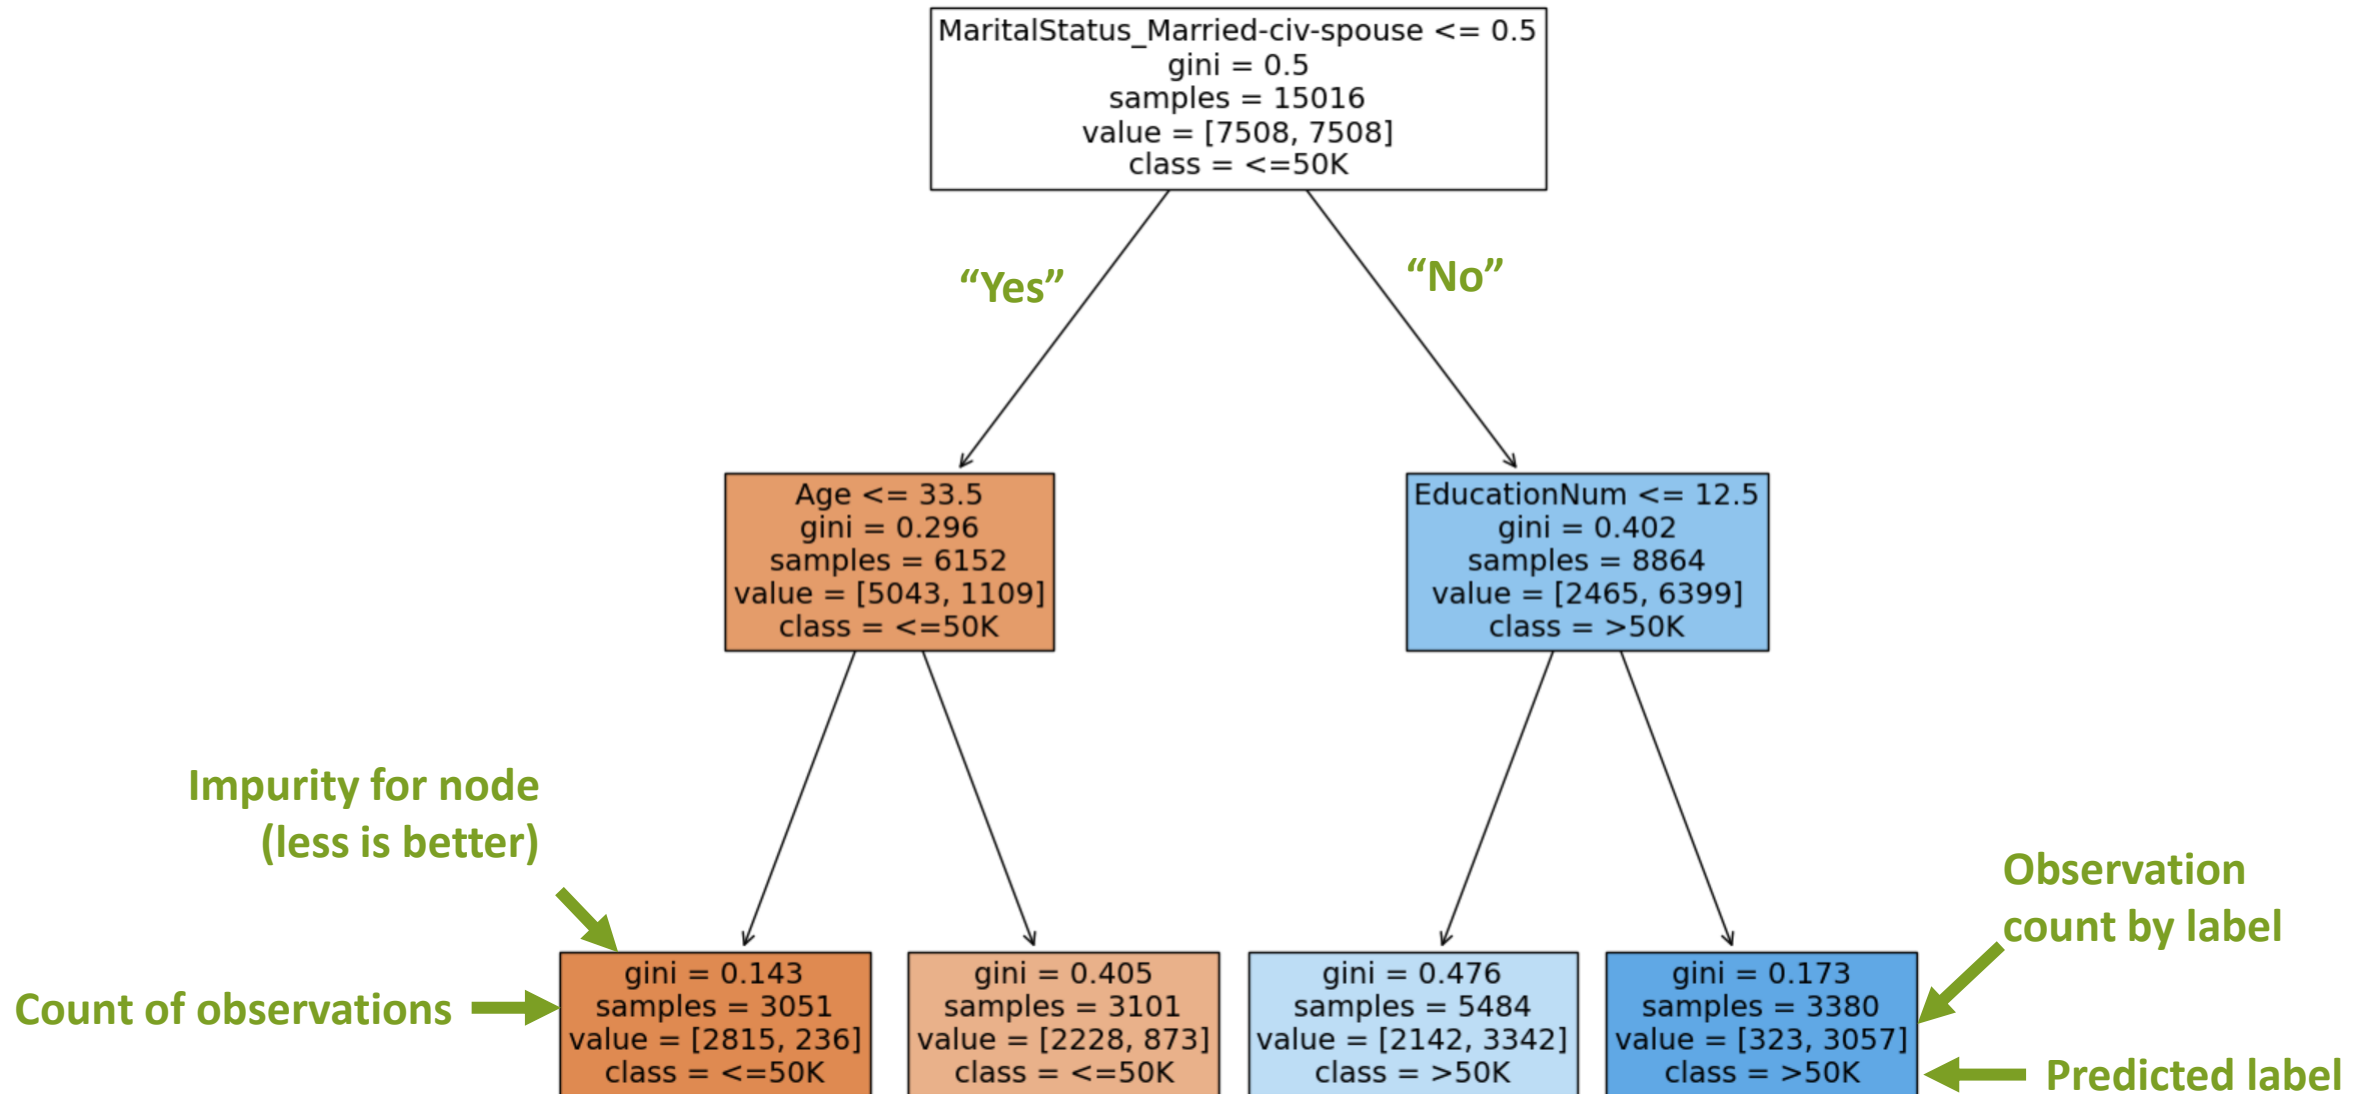 MaritalStatus_Married-civ-spouse <= 0.5
gini = 0.5
samples = 15016
value = [7508, 7508]
class = <=50K
“Yes”
“No”
Age <= 33.5
gini = 0.296
samples = 6152
value = [5043, 1109]
class = <=50K
EducationNum <= 12.5
gini = 0.402
samples = 8864
value = [2465, 6399]
class = >50K
Impurity for node
(less is better)
Observation
count by label
Count of observations
gini = 0.143
samples = 3051
value = [2815, 236]
class = <=50K
gini = 0.405
samples = 3101
value = [2228, 873]
class = <=50K
gini = 0.476
samples = 5484
value = [2142, 3342]
class = >50K
gini = 0.173
samples = 3380
value = [323, 3057]
class = >50K
Predicted label